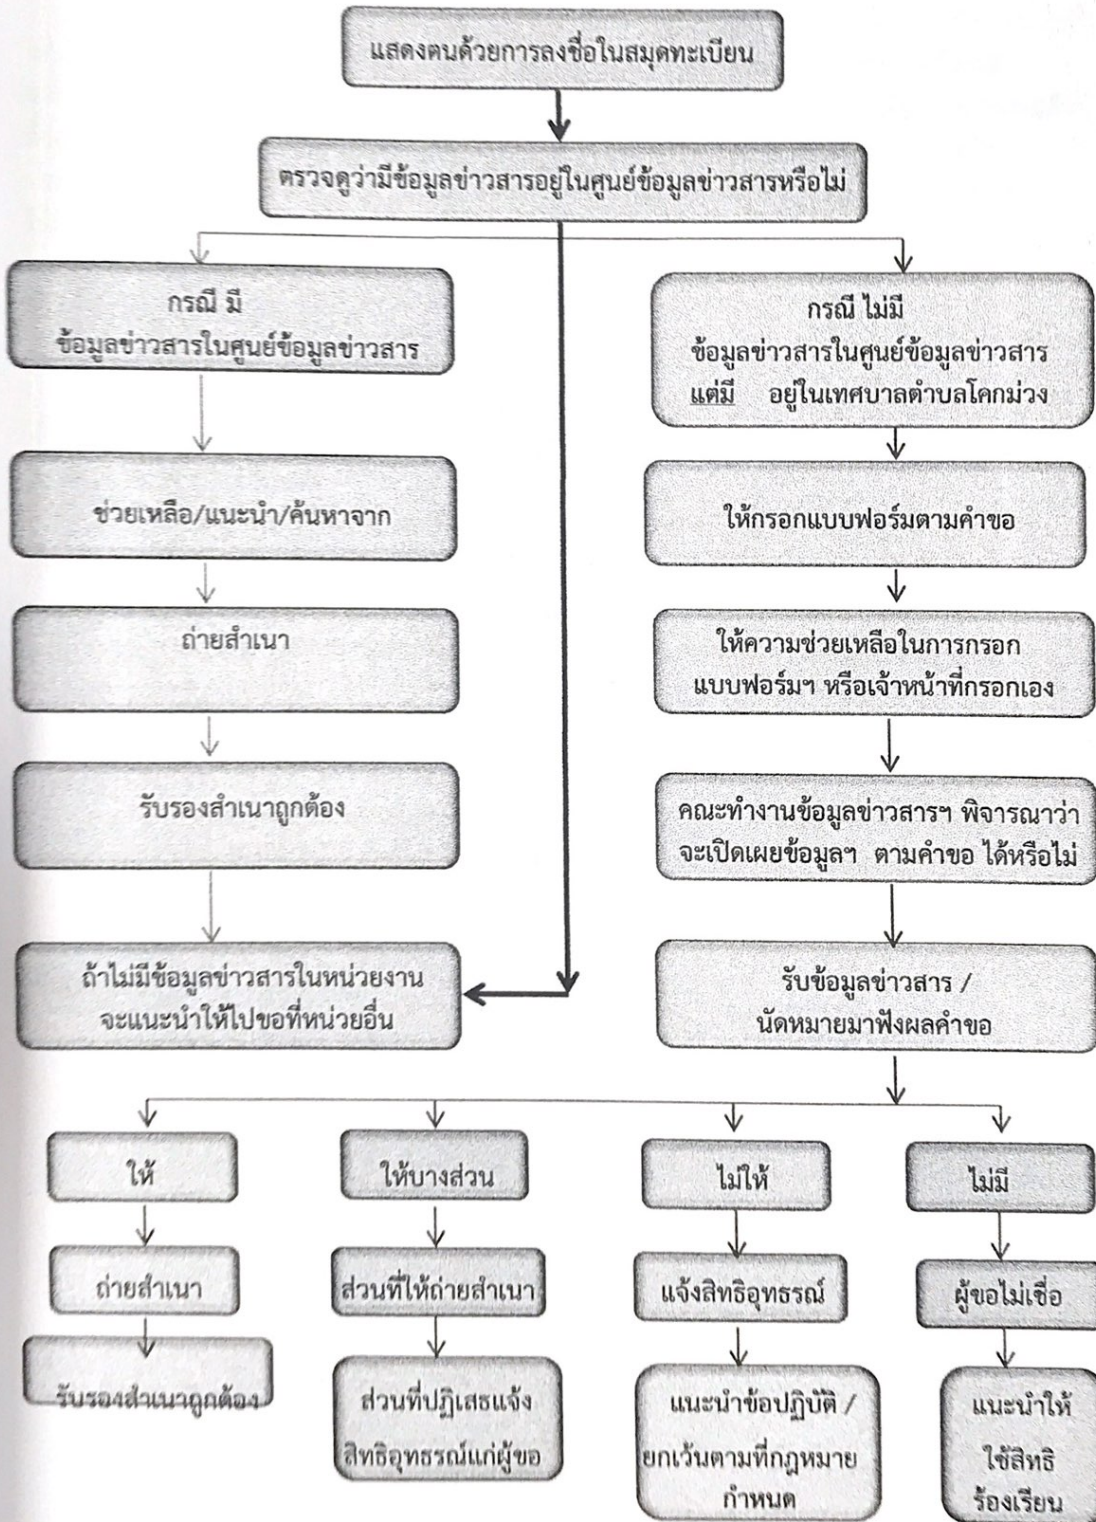 แสดงตนด้วยการลงชื่อในสมุดทะเบียน
ตรวจดูว่ามีข้อมูลข่าวสารอยู่ในศูนย์ข้อมูลข่าวสารหรือไม่
กรณี มี
ข้อมูลข่าวสารในศูนย์ข้อมูลข่าวสาร
ช่วยเหลือ/แนะนำ/ค้นหาจาก
ถ่ายสำเนา
รับรองสำเนาถูกต้อง
ถ้าไม่มีข้อมูลข่าวสารในหน่วยงาน
จะแนะนำให้ไปขอที่หน่วยอื่น
กรณี ไม่มี
ข้อมูลข่าวสารในศูนย์ข้อมูลข่าวสาร
แต่มี อยู่ในเทศบาลตำบลโคกม่วง
ให้กรอกแบบฟอร์มตามคำขอ
ให้ความช่วยเหลือในการกรอก
แบบฟอร์มฯ หรือเจ้าหน้าที่กรอกเอง
คณะทำงานข้อมูลข่าวสารฯ พิจารณาว่า
จะเปิดเผยข้อมูลฯ ตามคำขอ ได้หรือไม่
รับข้อมูลข่าวสาร /
นัดหมายมาฟังผลคำขอ
ให้
ถ่ายสำเนา
รับรองสำเนาถูกต้อง
ให้บางส่วน
ส่วนที่ให้ถ่ายสำเนา
ส่วนที่ปฏิเสธแจ้ง
สิทธิอุทธรณ์แก่ผู้ขอ
ไม่ให้
แจ้งสิทธิอุทธรณ์
แนะนำข้อปฏิบัติ /
ยกเว้นตามที่กฎหมาย
กำหนด
ไม่มี
ผู้ขอไม่เชื่อ
แนะนำให้
ใช้สิทธิ
ร้องเรียน